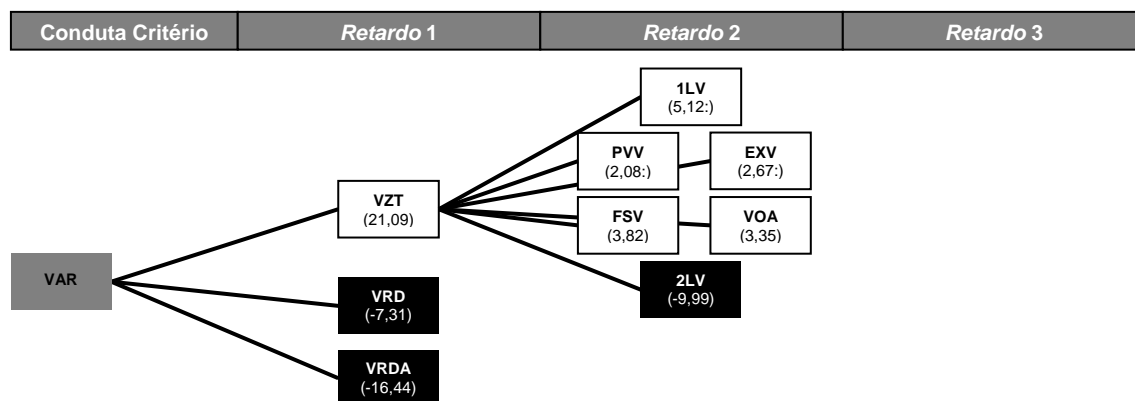 Conduta Critério Retardo 1 Retardo 2 Retardo 3
1LV
(5,12:)
PVV
(2,08:)
EXV
(2,67:)
VZT
(21,09)
FSV
(3,82)
VOA
(3,35)
VAR
2LV
(-9,99)
VRD
(-7,31)
VRDA
(-16,44)